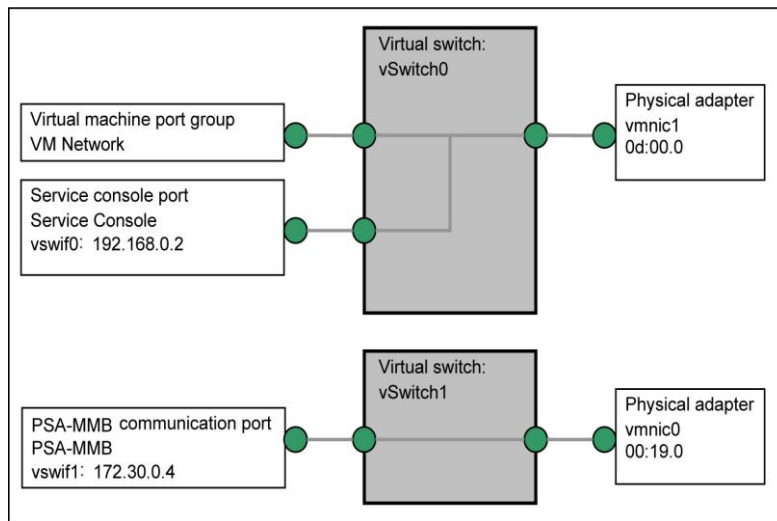 Virtual switch:
vSwitch0
Virtual machine port group
VM Network
Physical adapter
vmnic1
0d:00.0
Service console port
Service Console
vswif0: 192.168.0.2
Virtual switch:
vSwitch1
PSA-MMB communication port
PSA-MMB
vswif1: 172.30.0.4
Physical adapter
vmnic0
00:19.0